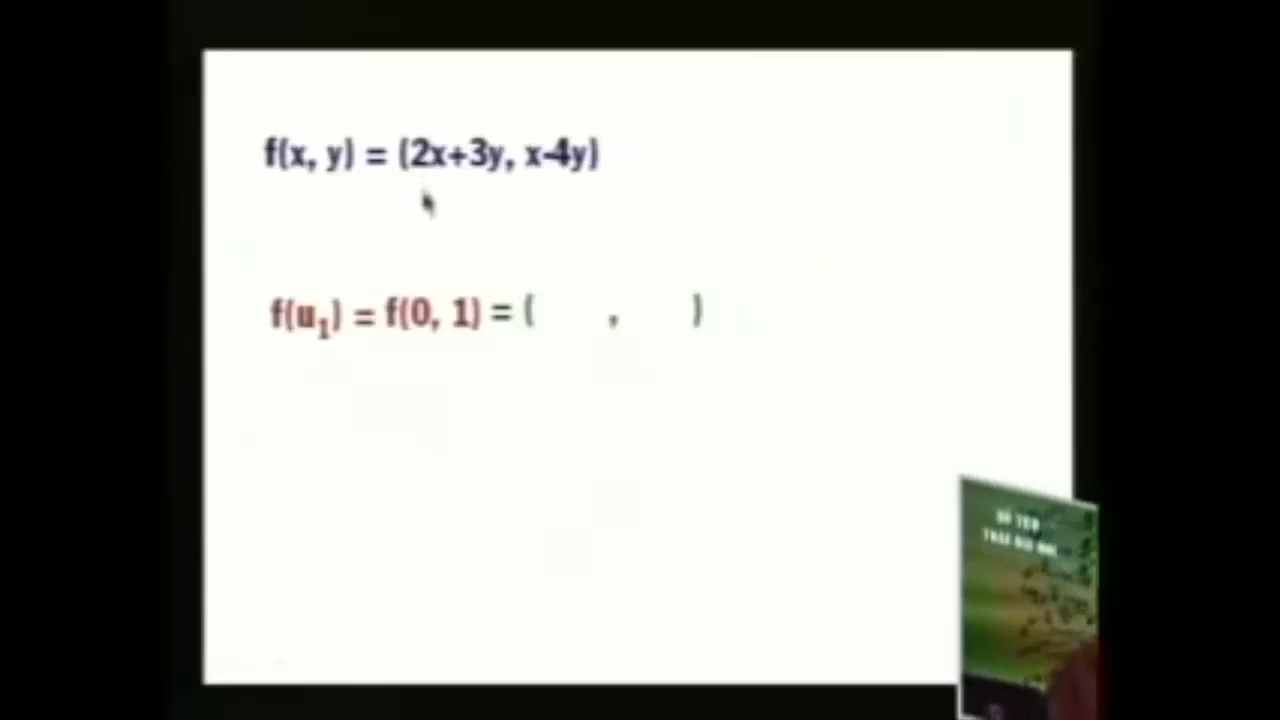 f(x, y) = (2x+3y, x-4y)
f(u₁) = f(0, 1) = ( , )